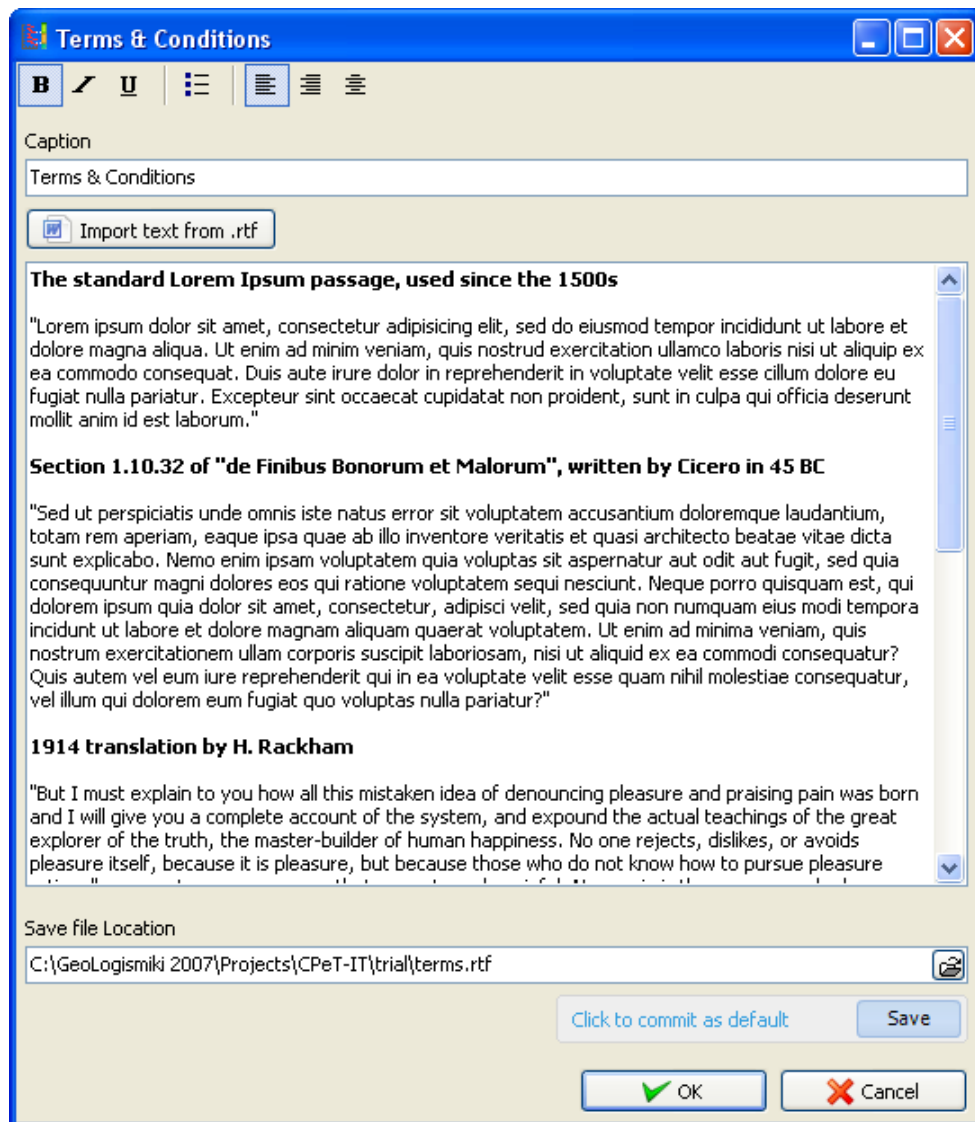 Terms & Conditions
B I U
Caption
Terms & Conditions
Import text from .rtf
The standard Lorem Ipsum passage, used since the 1500s
"Lorem ipsum dolor sit amet, consectetur adipisicing elit, sed do eiusmod tempor incididunt ut labore et
dolore magna aliqua. Ut enim ad minim veniam, quis nostrud exercitation ullamco laboris nisi ut aliquip ex
ea commodo consequat. Duis aute irure dolor in reprehenderit in voluptate velit esse cillum dolore eu
fugiat nulla pariatur. Excepteur sint occaecat cupidatat non proident, sunt in culpa qui officia deserunt
mollit anim id est laborum."
Section 1.10.32 of "de Finibus Bonorum et Malorum", written by Cicero in 45 BC
"Sed ut perspiciatis unde omnis iste natus error sit voluptatem accusantium doloremque laudantium,
totam rem aperiam, eaque ipsa quae ab illo inventore veritatis et quasi architecto beatae vitae dicta
sunt explicabo. Nemo enim ipsam voluptatem quia voluptas sit aspernatur aut odit aut fugit, sed quia
consequuntur magni dolores eos qui ratione voluptatem sequi nesciunt. Neque porro quisquam est, qui
dolorem ipsum quia dolor sit amet, consectetur, adipisci velit, sed quia non numquam eius modi tempora
incidunt ut labore et dolore magnam aliquam quaerat voluptatem. Ut enim ad minima veniam, quis
nostrum exercitationem ullam corporis suscipit laboriosam, nisi ut aliquid ex ea commodi consequatur?
Quis autem vel eum iure reprehenderit qui in ea voluptate velit esse quam nihil molestiae consequatur,
vel illum qui dolorem eum fugiat quo voluptas nulla pariatur?"
1914 translation by H. Rackham
"But I must explain to you how all this mistaken idea of denouncing pleasure and praising pain was born
and I will give you a complete account of the system, and expound the actual teachings of the great
explorer of the truth, the master-builder of human happiness. No one rejects, dislikes, or avoids
pleasure itself, because it is pleasure, but because those who do not know how to pursue pleasure
Save file Location
C:\GeoLogismiki 2007\Projects\CPeT-IT\trial\terms.rtf
Click to commit as default Save
OK Cancel